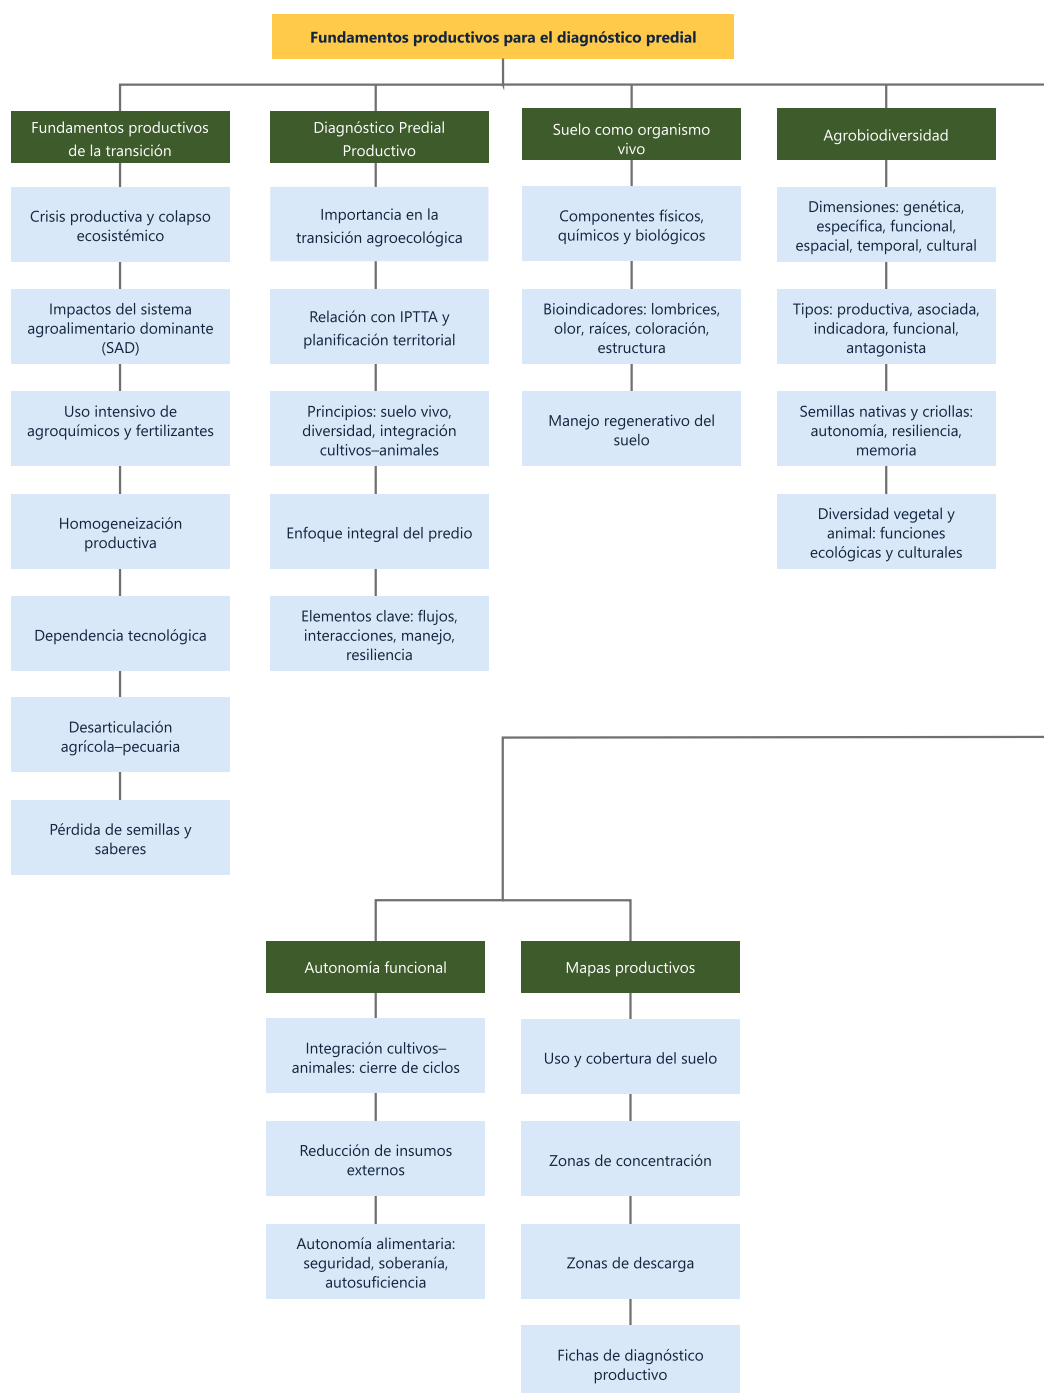 Fundamentos productivos para el diagnóstico predial
Fundamentos productivos
de la transición
Crisis productiva y colapso
ecosistémico
Impactos del sistema
agroalimentario dominante
(SAD)
Uso intensivo de
agroquímicos y fertilizantes
Homogeneización
productiva
Dependencia tecnológica
Desarticulación
agrícola–pecuaria
Pérdida de semillas y
saberes
Diagnóstico Predial
Productivo
Importancia en la
transición agroecológica
Relación con IPTTA y
planificación territorial
Principios: suelo vivo,
diversidad, integración
cultivos–animales
Enfoque integral del predio
Elementos clave: flujos,
interacciones, manejo,
resiliencia
Suelo como organismo
vivo
Componentes físicos,
químicos y biológicos
Bioindicadores: lombrices,
olor, raíces, coloración,
estructura
Manejo regenerativo del
suelo
Agrobiodiversidad
Dimensiones: genética,
específica, funcional,
espacial, temporal, cultural
Tipos: productiva, asociada,
indicadora, funcional,
antagonista
Semillas nativas y criollas:
autonomía, resiliencia,
memoria
Diversidad vegetal y
animal: funciones
ecológicas y culturales
Autonomía funcional
Integración cultivos–
animales: cierre de ciclos
Reducción de insumos
externos
Autonomía alimentaria:
seguridad, soberanía,
autosuficiencia
Mapas productivos
Uso y cobertura del suelo
Zonas de concentración
Zonas de descarga
Fichas de diagnóstico
productivo